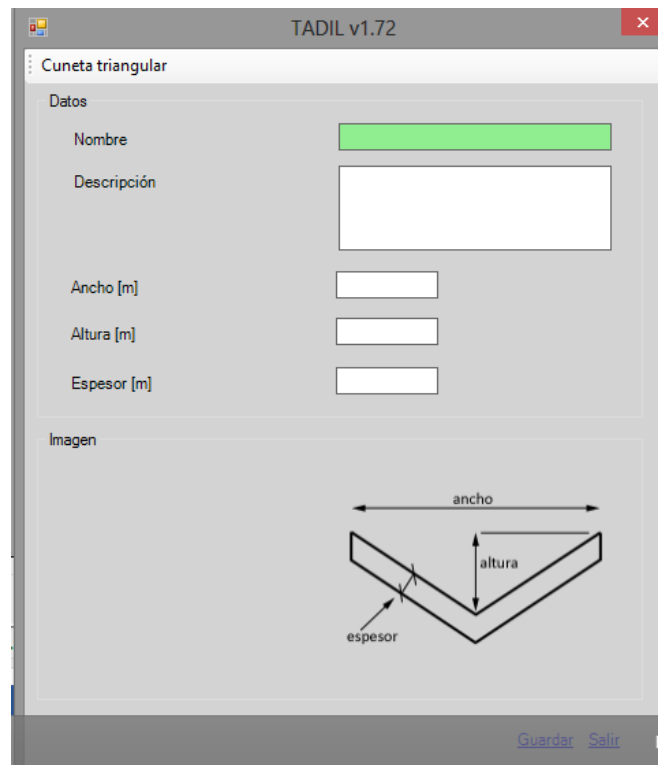 TADIL v1.72
Cuneta triangular
Datos
Nombre
Descripción
Ancho [m]
Altura [m]
Espesor [m]
Imagen
ancho
altura
espesor
Guardar Salir